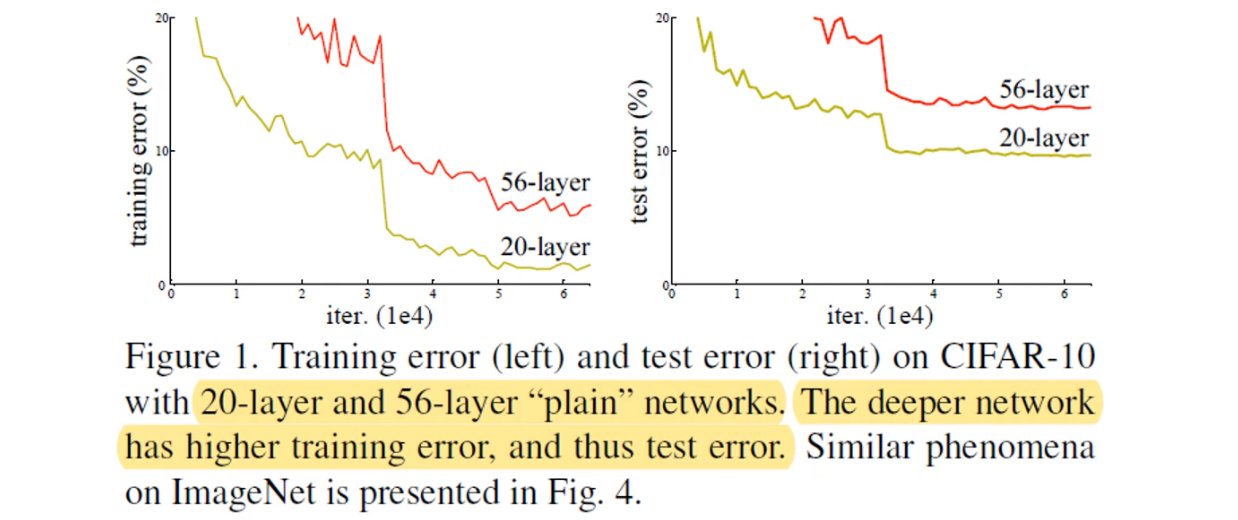 20
10
0
training error (%)
0 1 2 3 4 5 6
iter. (1e4)
56-layer
20-layer
20
10
0
test error (%)
0 1 2 3 4 5 6
iter. (1e4)
56-layer
20-layer
Figure 1. Training error (left) and test error (right) on CIFAR-10
with 20-layer and 56-layer “plain” networks. The deeper network
has higher training error, and thus test error. Similar phenomena
on ImageNet is presented in Fig. 4.